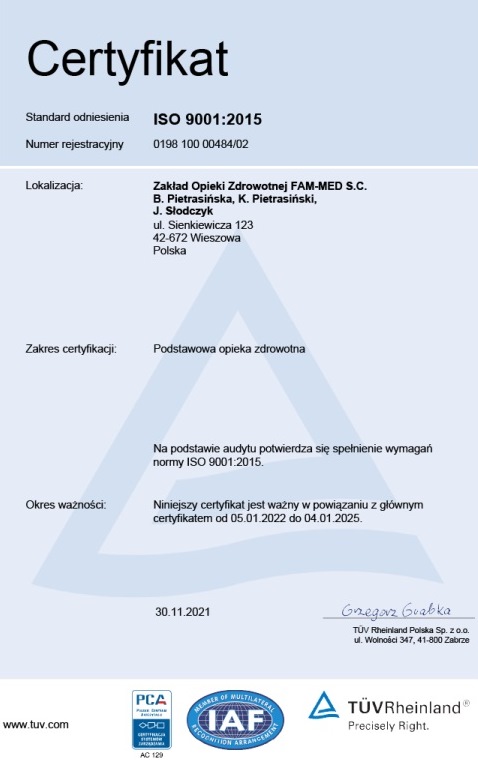 Certyfikat
Standard odniesienia ISO 9001:2015
Numer rejestracyjny 0198 100 00484/02
Lokalizacja: Zakład Opieki Zdrowotnej FAM-MED S.C.
B. Pietrasińska, K. Pietrasiński,
J. Słodczyk
ul. Sienkiewicza 123
42-672 Wieszowa
Polska
Zakres certyfikacji: Podstawowa opieka zdrowotna
Na podstawie audytu potwierdza się spełnienie wymagań
normy ISO 9001:2015.
Okres ważności: Niniejszy certyfikat jest ważny w powiązaniu z głównym
certyfikatem od 05.01.2022 do 04.01.2025.
30.11.2021
Grzegorz Grabka
TÜV Rheinland Polska Sp. z o.o.
ul. Wolności 347, 41-800 Zabrze
www.tuv.com
PCA
POLSKIE CENTRUM
AKREDYTACJI
CERTYFIKACJA
SYSTEMÓW
ZARZĄDZANIA
AC 129
MEMBER OF MULTILATERAL
IAF
RECOGNITION ARRANGEMENT
TÜVRheinland®
Precisely Right.